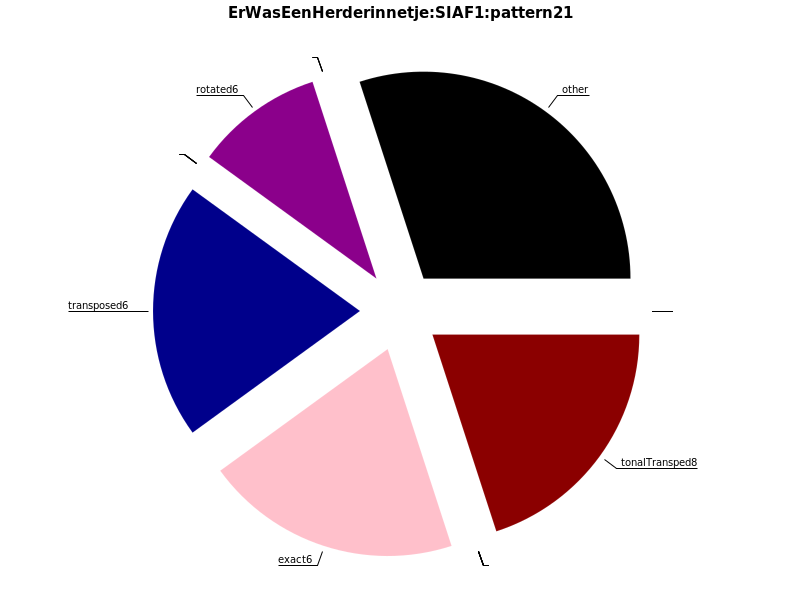 ErWasEenHerderinnetje:SIAF1:pattern21
rotated6
other
transposed6
tonalTransped8
exact6